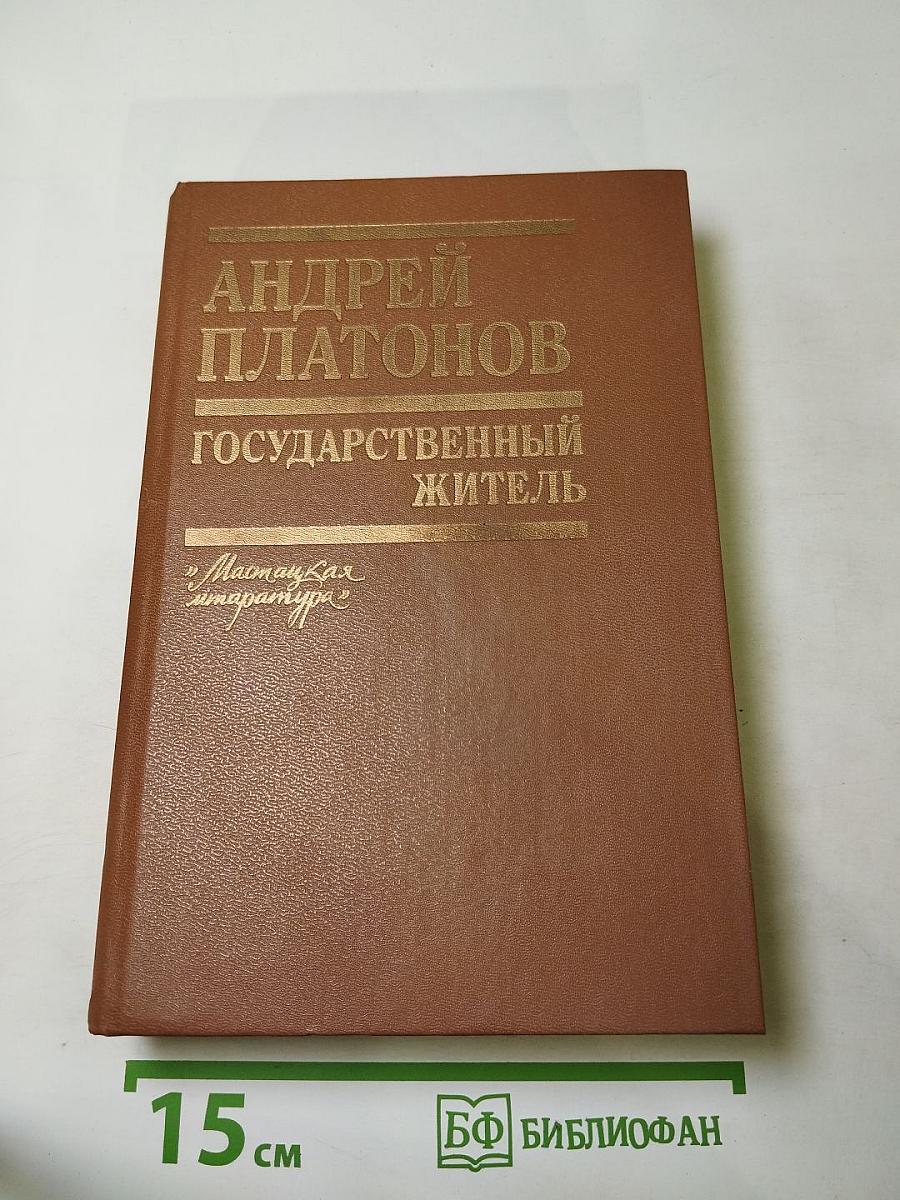 АНДРЕЙ
ПЛАТОНОВ
ГОСУДАРСТВЕННЫЙ
ЖИТЕЛЬ
„Мастацкая
літаратура"
15 см
БФ БИБЛИОФАН